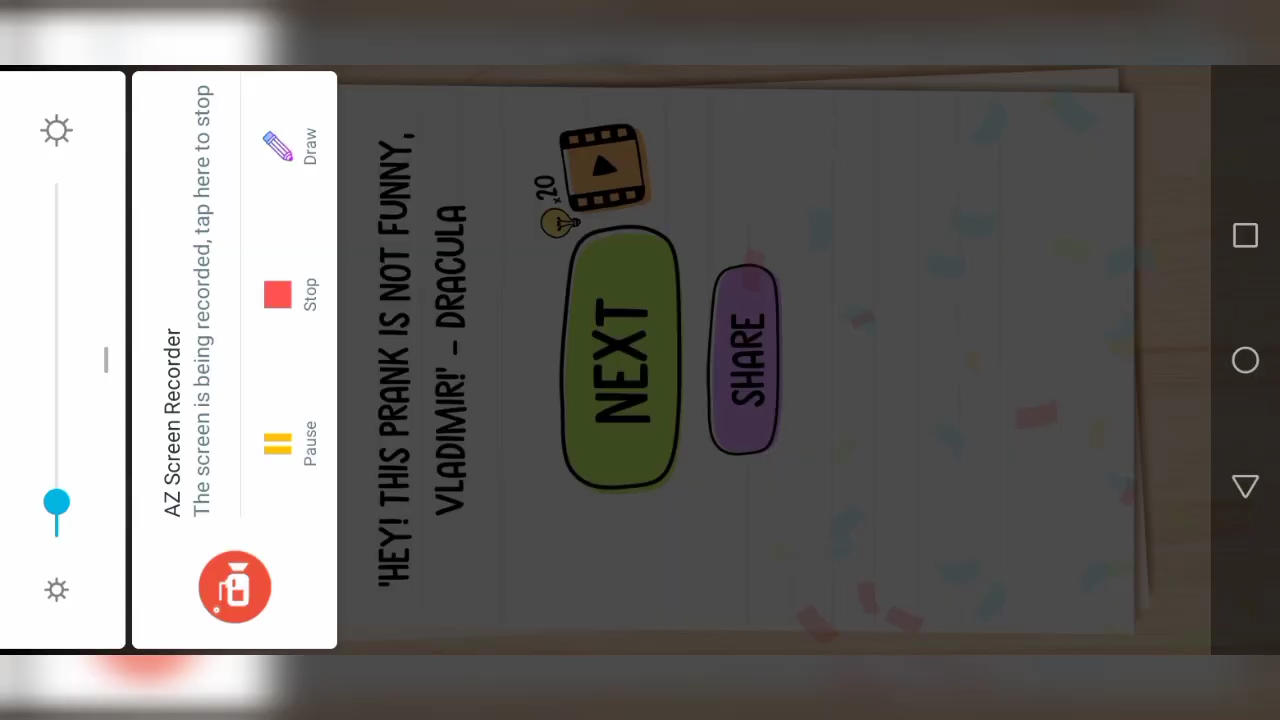 AZ Screen Recorder
The screen is being recorded, tap here to stop
Pause
Stop
Draw
'HEY! THIS PRANK IS NOT FUNNY,
VLADIMIR!' – DRACULA
x20
NEXT
SHARE